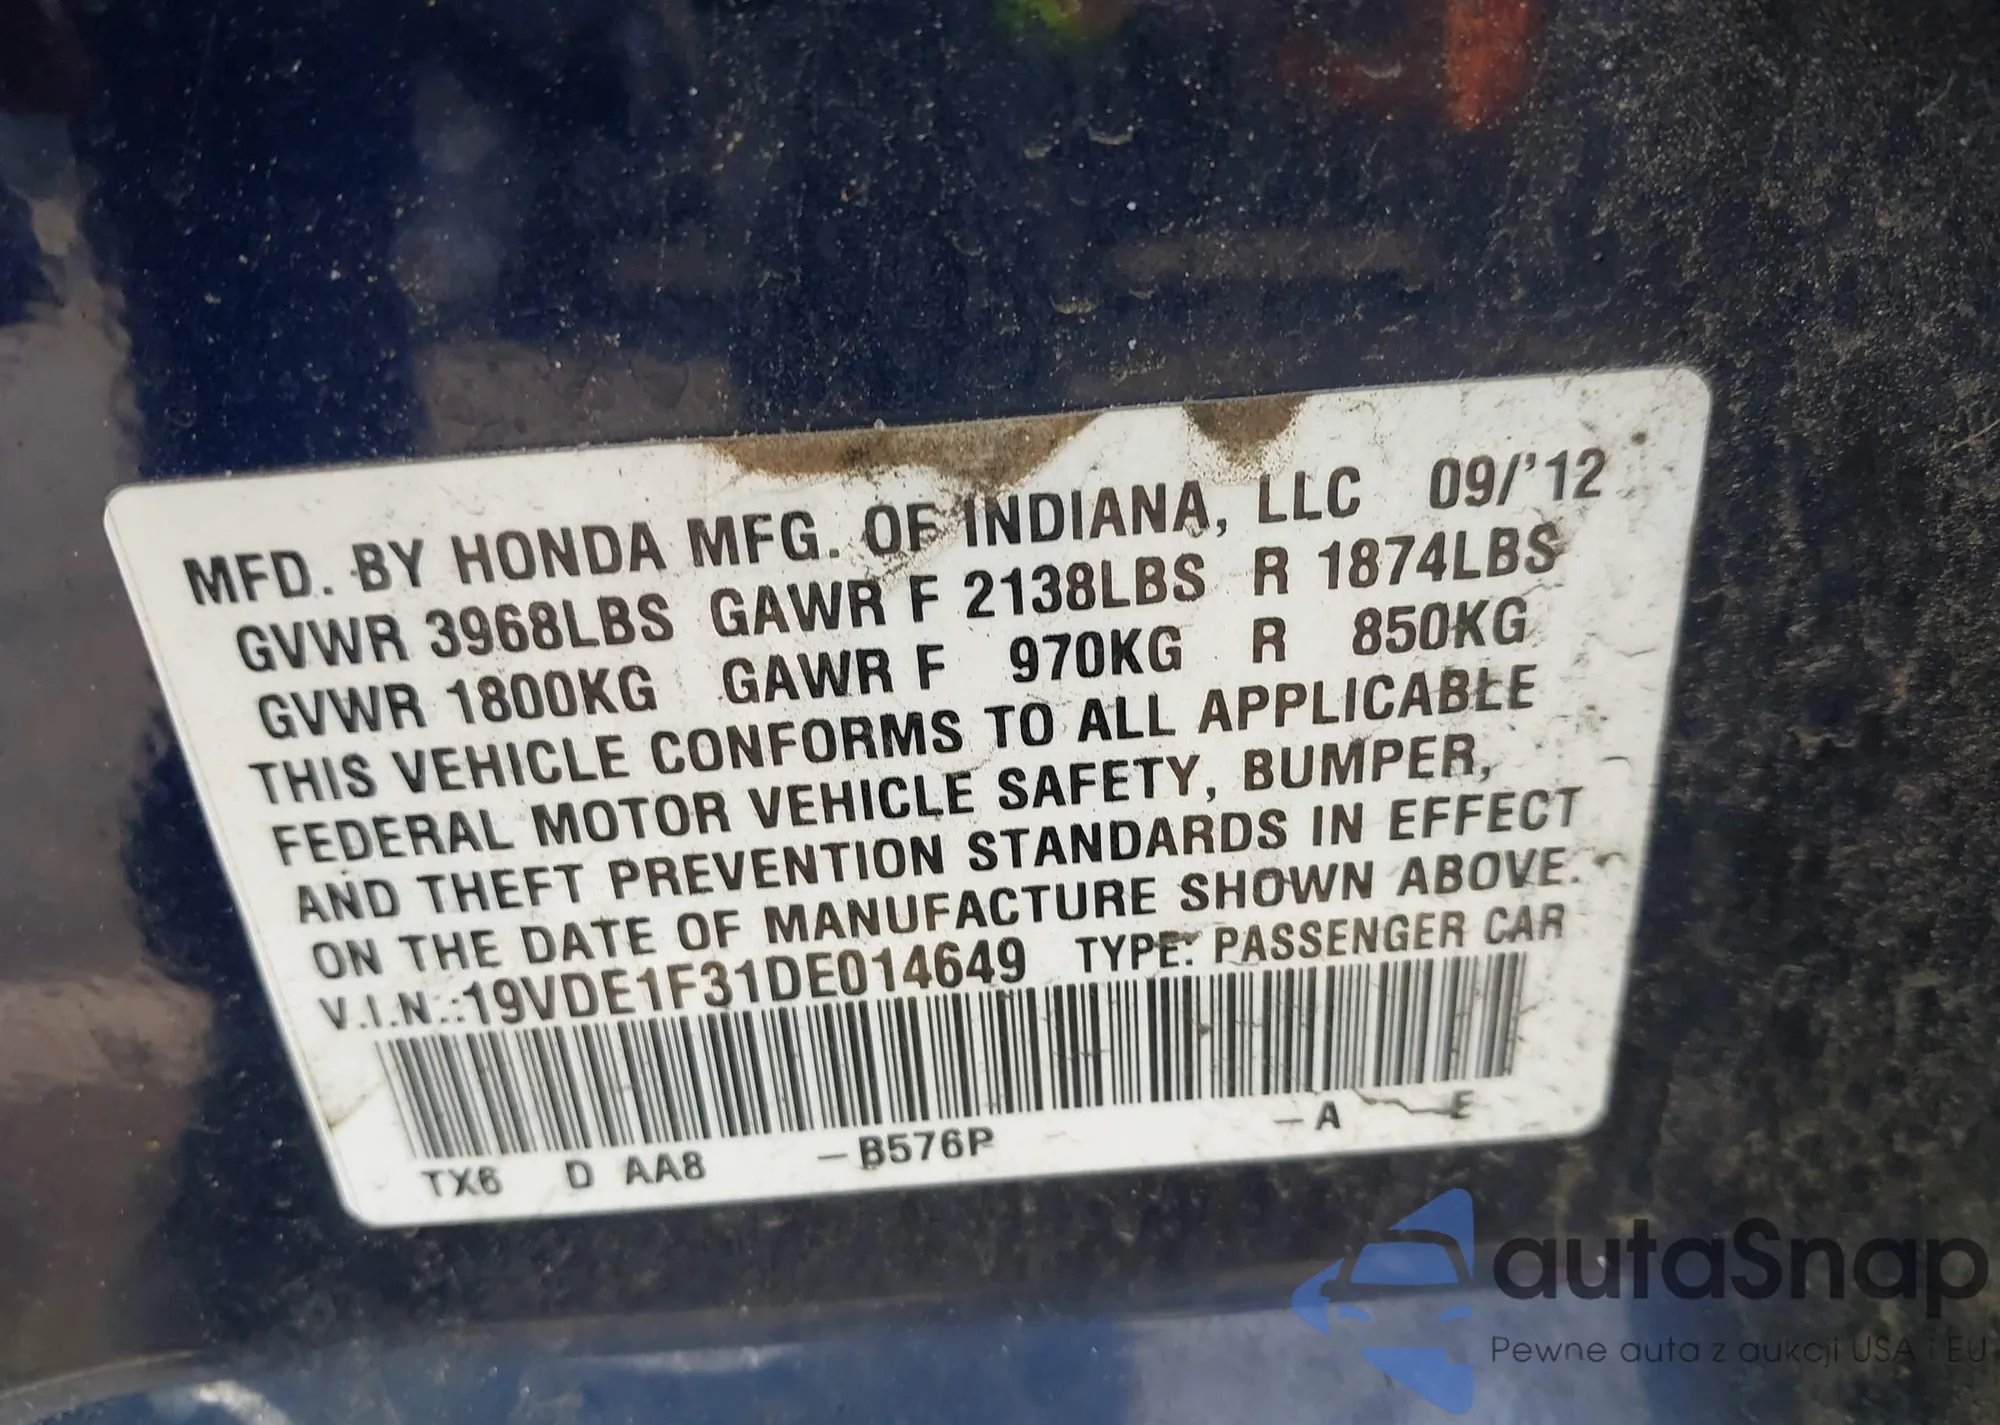 MFD. BY HONDA MFG. OF INDIANA, LLC 09/'12
GVWR 3968LBS GAWR F 2138LBS R 1874LBS
GVWR 1800KG GAWR F 970KG R 850KG
THIS VEHICLE CONFORMS TO ALL APPLICABLE
FEDERAL MOTOR VEHICLE SAFETY, BUMPER,
AND THEFT PREVENTION STANDARDS IN EFFECT
ON THE DATE OF MANUFACTURE SHOWN ABOVE.
V.I.N.:19VDE1F31DE014649 TYPE: PASSENGER CAR
TX6 D AA8 –B576P –A E
autaSnap
Pewne auta z aukcji USA i EU